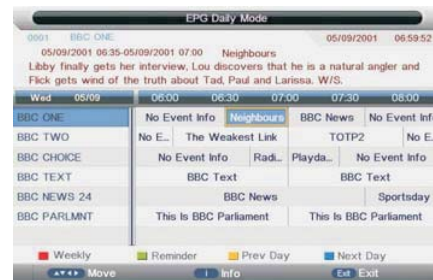 EPG Daily Mode
0001 BBC ONE 05/09/2001 06:59:52
05/09/2001 06:35-05/09/2001 07:00 Neighbours
Libby finally gets her interview, Lou discovers that he is a natural angler and
Flick gets wind of the truth about Tad, Paul and Larissa. W/S.
Wed 05/09 06:00 06:30 07:00 07:30 08:00
BBC ONE No Event Info Neighbours BBC News No Event Inf
BBC TWO No E... The Weakest Link TOTP2 No E.
BBC CHOICE No Event Info Radi... Playda... No Event Info
BBC TEXT BBC Text BBC Text
BBC NEWS 24 BBC News Sportsday
BBC PARLMNT This Is BBC Parliament This Is BBC Parliament
Weekly Reminder Prev Day Next Day
Move i Info Exit Exit